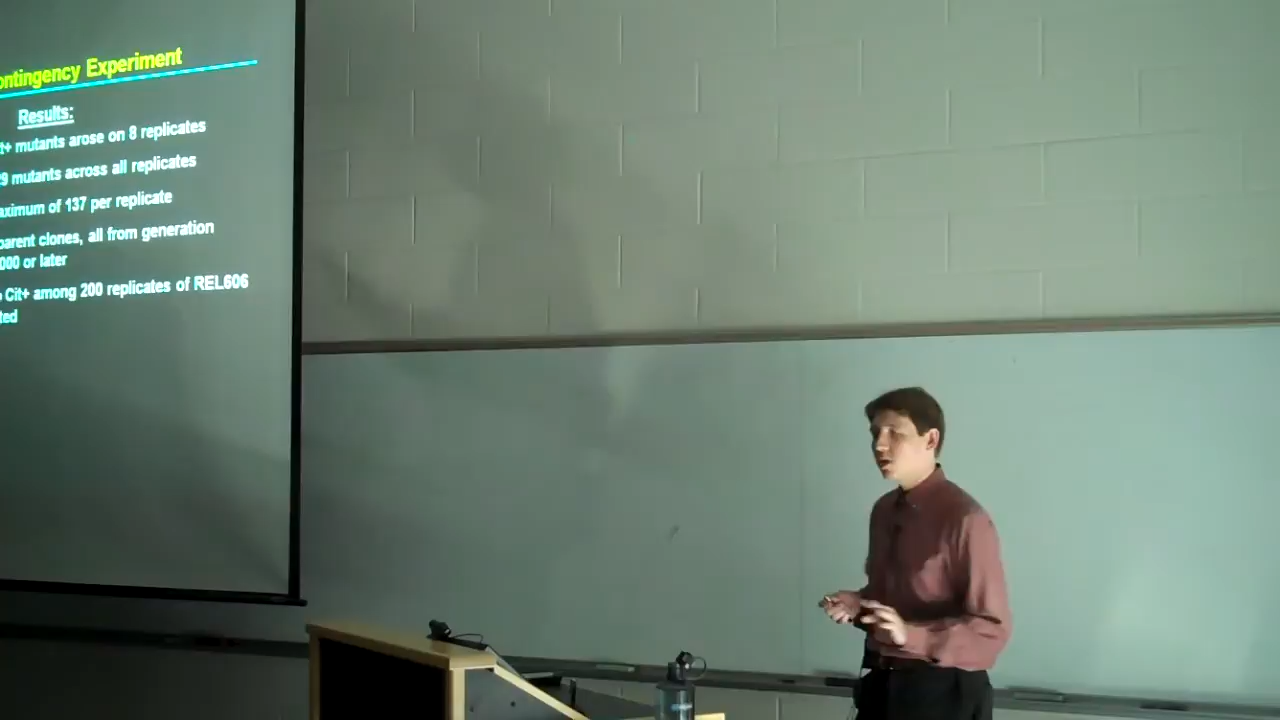 ontingency Experiment
Results:
t+ mutants arose on 8 replicates
9 mutants across all replicates
aximum of 137 per replicate
parent clones, all from generation
000 or later
Cit+ among 200 replicates of REL606
ted